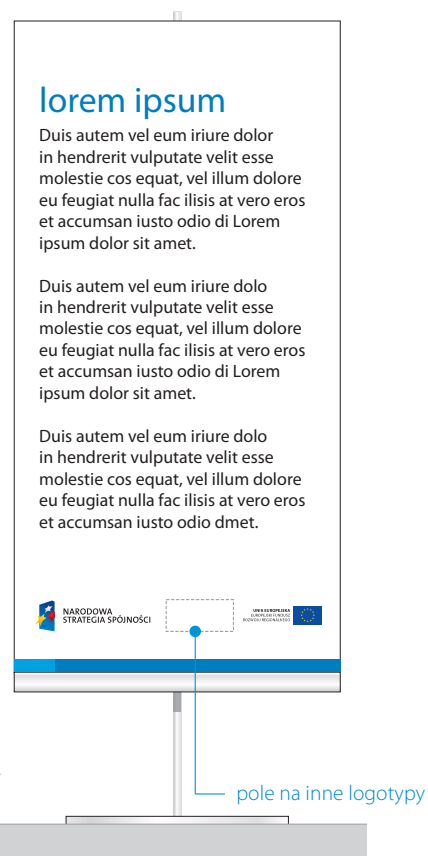 lorem ipsum
Duis autem vel eum iriure dolor
in hendrerit vulputate velit esse
molestie cos equat, vel illum dolore
eu feugiat nulla fac ilisis at vero eros
et accumsan iusto odio di Lorem
ipsum dolor sit amet.
Duis autem vel eum iriure dolo
in hendrerit vulputate velit esse
molestie cos equat, vel illum dolore
eu feugiat nulla fac ilisis at vero eros
et accumsan iusto odio di Lorem
ipsum dolor sit amet.
Duis autem vel eum iriure dolo
in hendrerit vulputate velit esse
molestie cos equat, vel illum dolore
eu feugiat nulla fac ilisis at vero eros
et accumsan iusto odio dmet.
NARODOWA
STRATEGIA SPÓJNOŚCI
UNIA EUROPEJSKA
EUROPEJSKI FUNDUSZ
ROZWOJU REGIONALNEGO
pole na inne logotypy